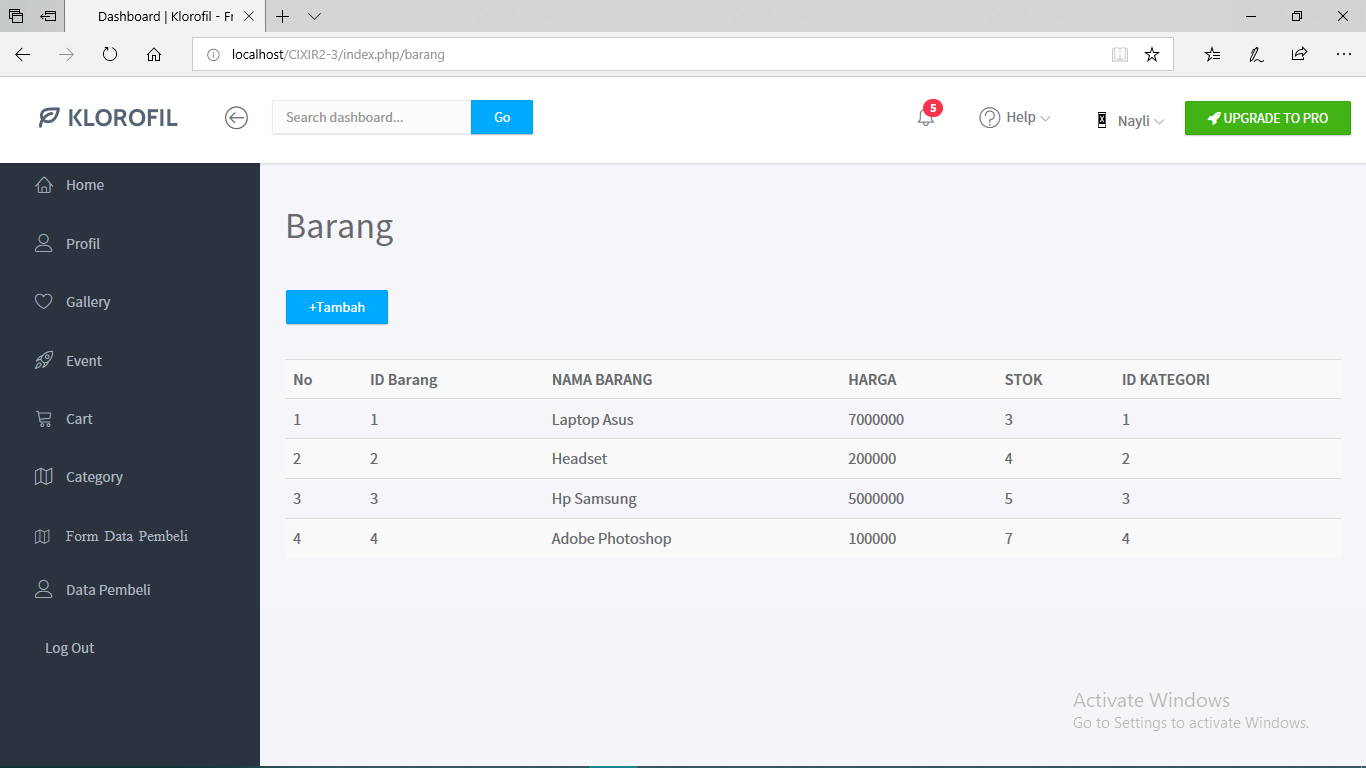 Dashboard | Klorofil - Fr
localhost/CIXIR2-3/index.php/barang
KLOROFIL
Search dashboard...
Go
5
Help
Nayli
UPGRADE TO PRO
Home
Profil
Gallery
Event
Cart
Category
Form Data Pembeli
Data Pembeli
Log Out
Barang
+Tambah
No ID Barang NAMA BARANG HARGA STOK ID KATEGORI
1 1 Laptop Asus 7000000 3 1
2 2 Headset 200000 4 2
3 3 Hp Samsung 5000000 5 3
4 4 Adobe Photoshop 100000 7 4
Activate Windows
Go to Settings to activate Windows.